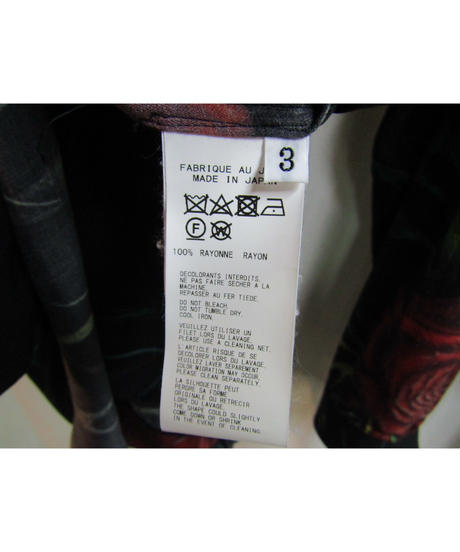 3
FABRIQUE AU J
MADE IN JAPAN
F W
100% RAYONNE RAYON
DECOLORANTS INTERDITS.
NE PAS FAIRE SECHER A LA
MACHINE.
REPASSER AU FER TIEDE.
DO NOT BLEACH.
DO NOT TUMBLE DRY.
COOL IRON.
VEUILLEZ UTILISER UN
FILET LORS DU LAVAGE.
PLEASE USE A CLEANING NET.
L'ARTICLE RISQUE DE SE
DECOLORER LORS DU LAVAGE.
VEUILLEZ LAVER SEPAREMENT
COLOR MIGRATION MAY OCCUR,
PLEASE CLEAN SEPARATELY.
LA SILHOUETTE PEUT
PERDRE SA FORME
ORIGINALE OU RETRECIR
LORS DU LAVAGE.
THE SHAPE COULD SLIGHTLY
COME DOWN OR SHRINK
IN THE EVENT OF CLEANING.